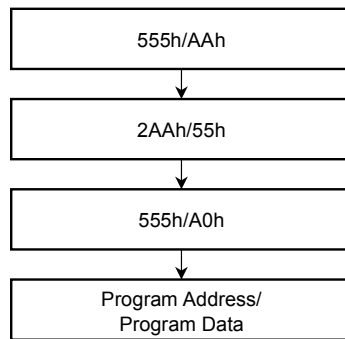 555h/AAh
2AAh/55h
555h/A0h
Program Address/
Program Data